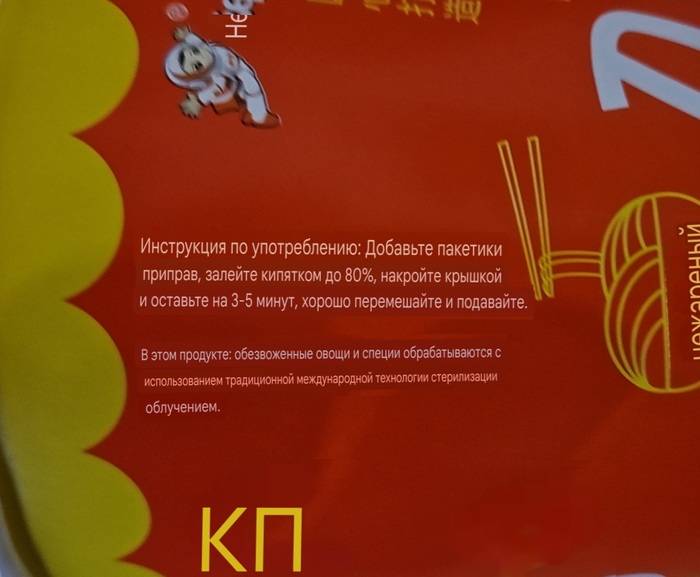 Инструкция по употреблению: Добавьте пакетики
приправ, залейте кипятком до 80%, накройте крышкой
и оставьте на 3-5 минут, хорошо перемешайте и подавайте.
В этом продукте: обезвоженные овощи и специи обрабатываются с
использованием традиционной международной технологии стерилизации
облучением.
КП